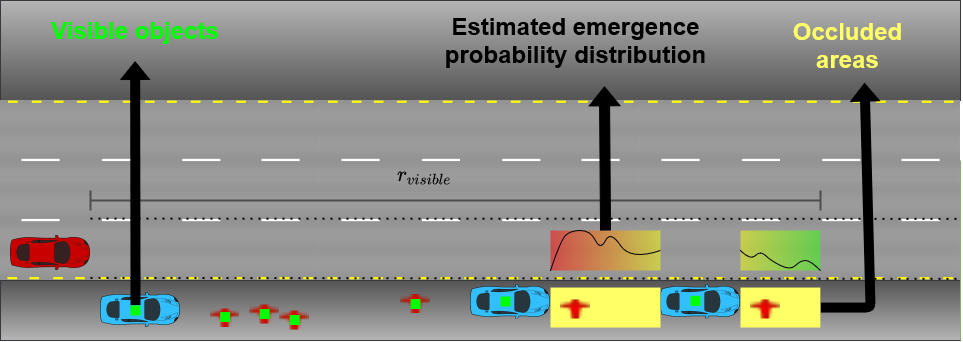 Visible objects
Estimated emergence
probability distribution
Occluded
areas
r_visible